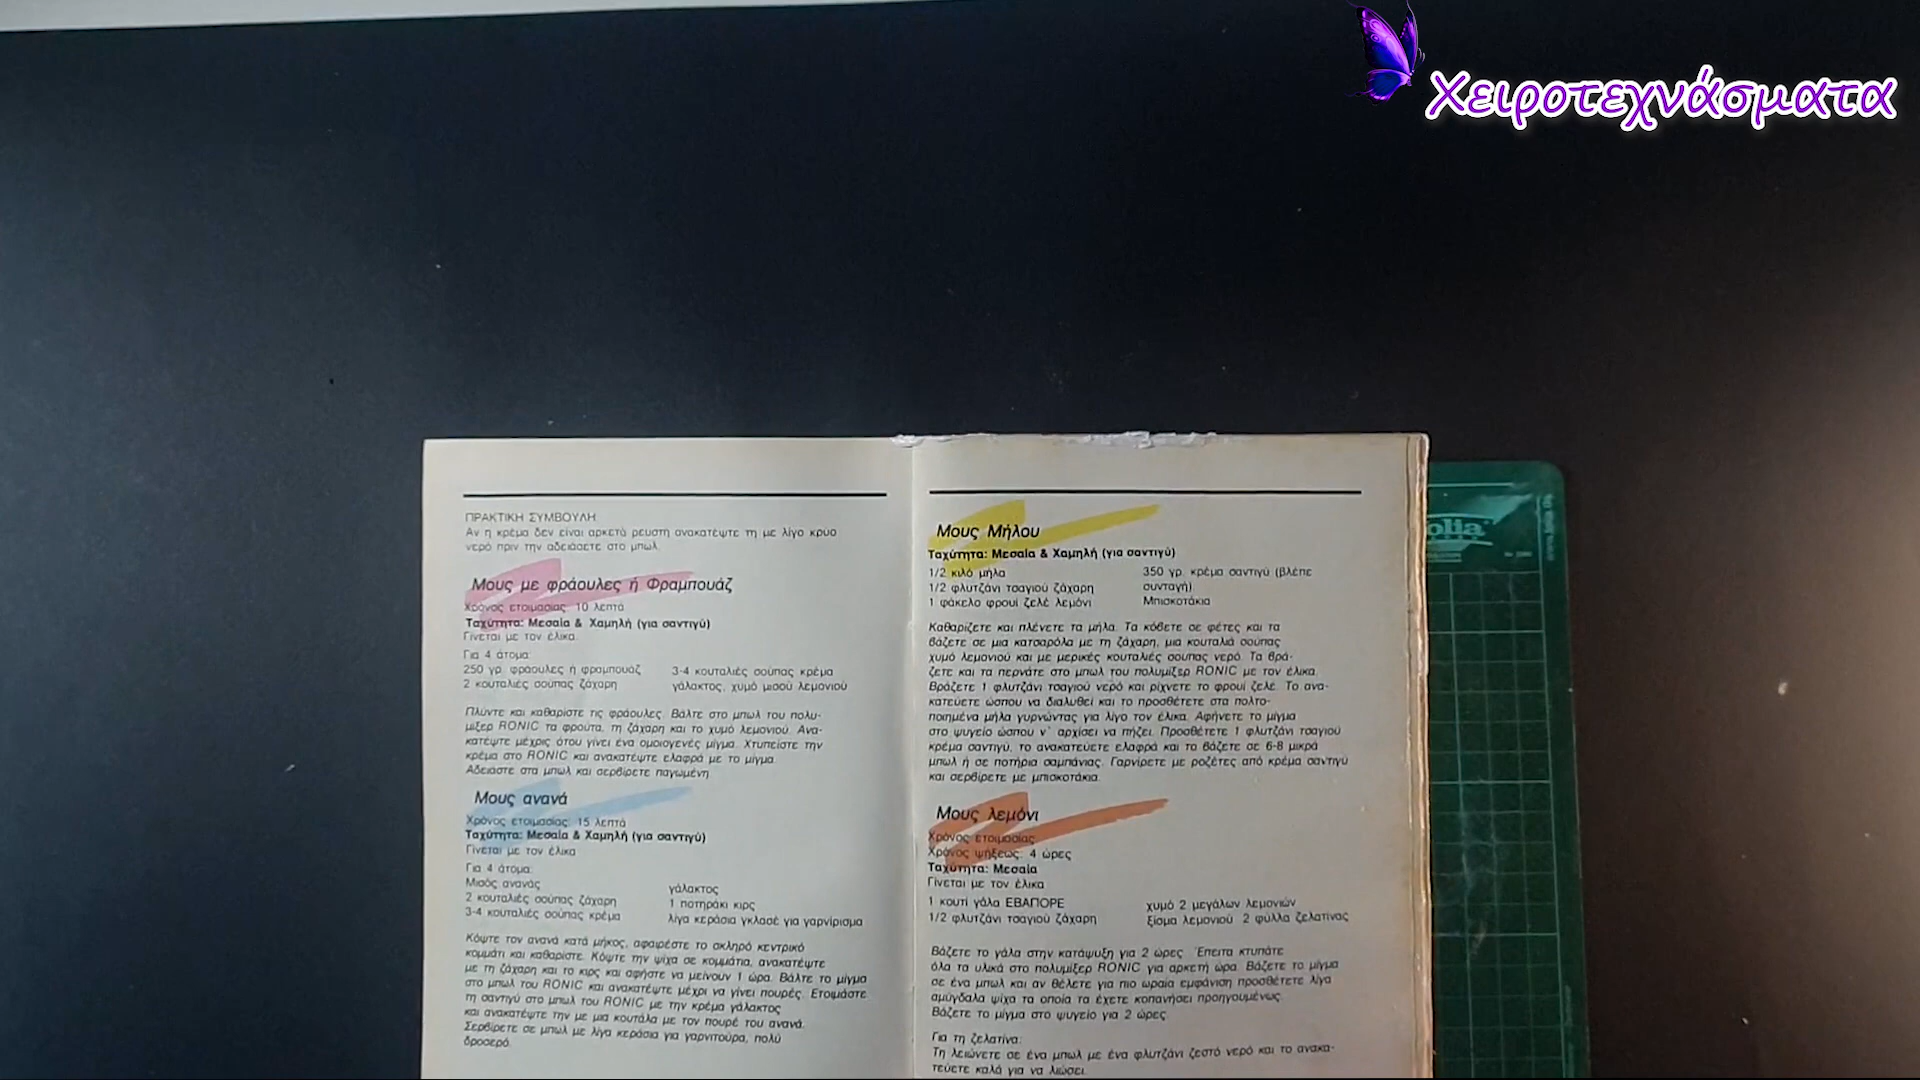 Χειροτεχνάσματα
ΠΡΑΚΤΙΚΗ ΣΥΜΒΟΥΛΗ
Αν η κρέμα δεν είναι αρκετά ρευστή ανακατέψτε τη με λίγο κρύο
νερό πριν την αδειάσετε στο μπωλ.
Μους με φράουλες ή Φραμπουάζ
Χρόνος ετοιμασίας: 10 λεπτά
Ταχύτητα: Μεσαία & Χαμηλή (για σαντιγύ)
Γίνεται με τον έλικα.
Για 4 άτομα:
250 γρ. φράουλες ή φραμπουάζ
2 κουταλιές σούπας ζάχαρη
3-4 κουταλιές σούπας κρέμα
γάλακτος, χυμό μισού λεμονιού
Πλύντε και καθαρίστε τις φράουλες. Βάλτε στο μπωλ του πολυ-
μίξερ RONIC τα φρούτα, τη ζάχαρη και το χυμό λεμονιού. Ανα-
κατέψτε μέχρις ότου γίνει ένα ομοιογενές μίγμα. Χτυπείστε την
κρέμα στο RONIC και ανακατέψτε ελαφρά με το μίγμα.
Αδειάστε στα μπωλ και σερβίρετε παγωμένη.
Μους ανανά
Χρόνος ετοιμασίας: 15 λεπτά
Ταχύτητα: Μεσαία & Χαμηλή (για σαντιγύ)
Γίνεται με τον έλικα
Για 4 άτομα:
Μισός ανανάς
2 κουταλιές σούπας ζάχαρη
3-4 κουταλιές σούπας κρέμα
γάλακτος
1 ποτηράκι κιρς
λίγα κεράσια γκλασέ για γαρνίρισμα
Κόψτε τον ανανά κατά μήκος, αφαιρέστε το σκληρό κεντρικό
κομμάτι και καθαρίστε. Κόψτε την ψίχα σε κομμάτια, ανακατέψτε
με τη ζάχαρη και το κιρς και αφήστε να μείνουν 1 ώρα. Βάλτε το μίγμα
στο μπωλ του RONIC και ανακατέψτε μέχρι να γίνει πουρές. Ετοιμάστε
τη σαντιγύ στο μπωλ του RONIC με την κρέμα γάλακτος
και ανακατέψτε την με μια κουτάλα με τον πουρέ του ανανά.
Σερβίρετε σε μπωλ με λίγα κεράσια για γαρνιτούρα, πολύ
δροσερό.
Μους Μήλου
Ταχύτητα: Μεσαία & Χαμηλή (για σαντιγύ)
1/2 κιλό μήλα
1/2 φλυτζάνι τσαγιού ζάχαρη
1 φάκελο φρουί ζελέ λεμόνι
350 γρ. κρέμα σαντιγύ (βλέπε
συνταγή)
Μπισκοτάκια
Καθαρίζετε και πλένετε τα μήλα. Τα κόβετε σε φέτες και τα
βάζετε σε μια κατσαρόλα με τη ζάχαρη, μια κουταλιά σούπας
χυμό λεμονιού και με μερικές κουταλιές σούπας νερό. Τα βρά-
ζετε και τα περνάτε στο μπωλ του πολυμίξερ RONIC με τον έλικα.
Βράζετε 1 φλυτζάνι τσαγιού νερό και ρίχνετε το φρουί ζελέ. Το ανα-
κατεύετε ώσπου να διαλυθεί και το προσθέτετε στα πολτο-
ποιημένα μήλα γυρνώντας για λίγο τον έλικα. Αφήνετε το μίγμα
στο ψυγείο ώσπου ν' αρχίσει να πήζει. Προσθέτετε 1 φλυτζάνι τσαγιού
κρέμα σαντιγύ, το ανακατεύετε ελαφρά και το βάζετε σε 6-8 μικρά
μπωλ ή σε ποτήρια σαμπάνιας. Γαρνίρετε με ροζέτες από κρέμα σαντιγύ
και σερβίρετε με μπισκοτάκια.
Μους λεμόνι
Χρόνος ετοιμασίας:
Χρόνος ψήξεως: 4 ώρες
Ταχύτητα: Μεσαία
Γίνεται με τον έλικα
1 κουτί γάλα ΕΒΑΠΟΡΕ
1/2 φλυτζάνι τσαγιού ζάχαρη
χυμό 2 μεγάλων λεμονιών
ξίσμα λεμονιού 2 φύλλα ζελατίνας
Βάζετε το γάλα στην κατάψυξη για 2 ώρες. Έπειτα κτυπάτε
όλα τα υλικά στο πολυμίξερ RONIC για αρκετή ώρα. Βάζετε το μίγμα
σε ένα μπωλ και αν θέλετε για πιο ωραία εμφάνιση προσθέτετε λίγα
αμύγδαλα ψίχα τα οποία τα έχετε κοπανήσει προηγουμένως.
Βάζετε το μίγμα στο ψυγείο για 2 ώρες.
Για τη ζελατίνα:
Τη λειώνετε σε ένα μπωλ με ένα φλυτζάνι ζεστό νερό και το ανακα-
τεύετε καλά για να λιώσει.